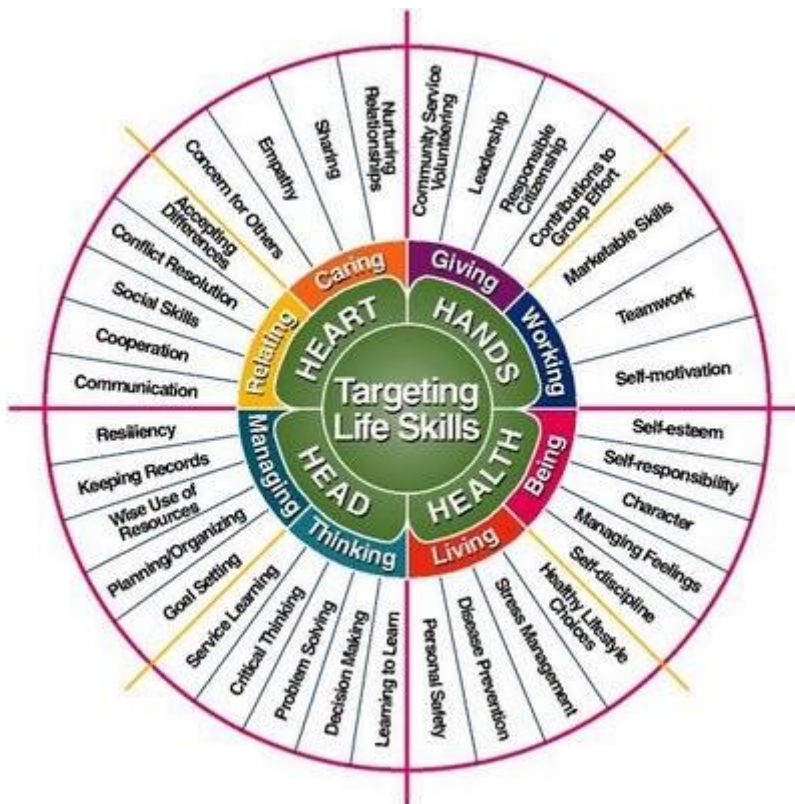 Targeting
Life Skills
HEART
HANDS
HEAD
HEALTH
Caring
Giving
Relating
Working
Managing
Being
Thinking
Living
Nurturing
Relationships
Sharing
Empathy
Concern for Others
Accepting
Differences
Conflict Resolution
Social Skills
Cooperation
Communication
Community Service
Volunteering
Leadership
Responsible
Citizenship
Contributions to
Group Effort
Marketable Skills
Teamwork
Self-motivation
Self-esteem
Self-responsibility
Character
Managing Feelings
Self-discipline
Healthy Lifestyle
Choices
Stress Management
Disease Prevention
Personal Safety
Learning to Learn
Decision Making
Problem Solving
Critical Thinking
Service Learning
Goal Setting
Planning/Organizing
Wise Use of
Resources
Keeping Records
Resiliency